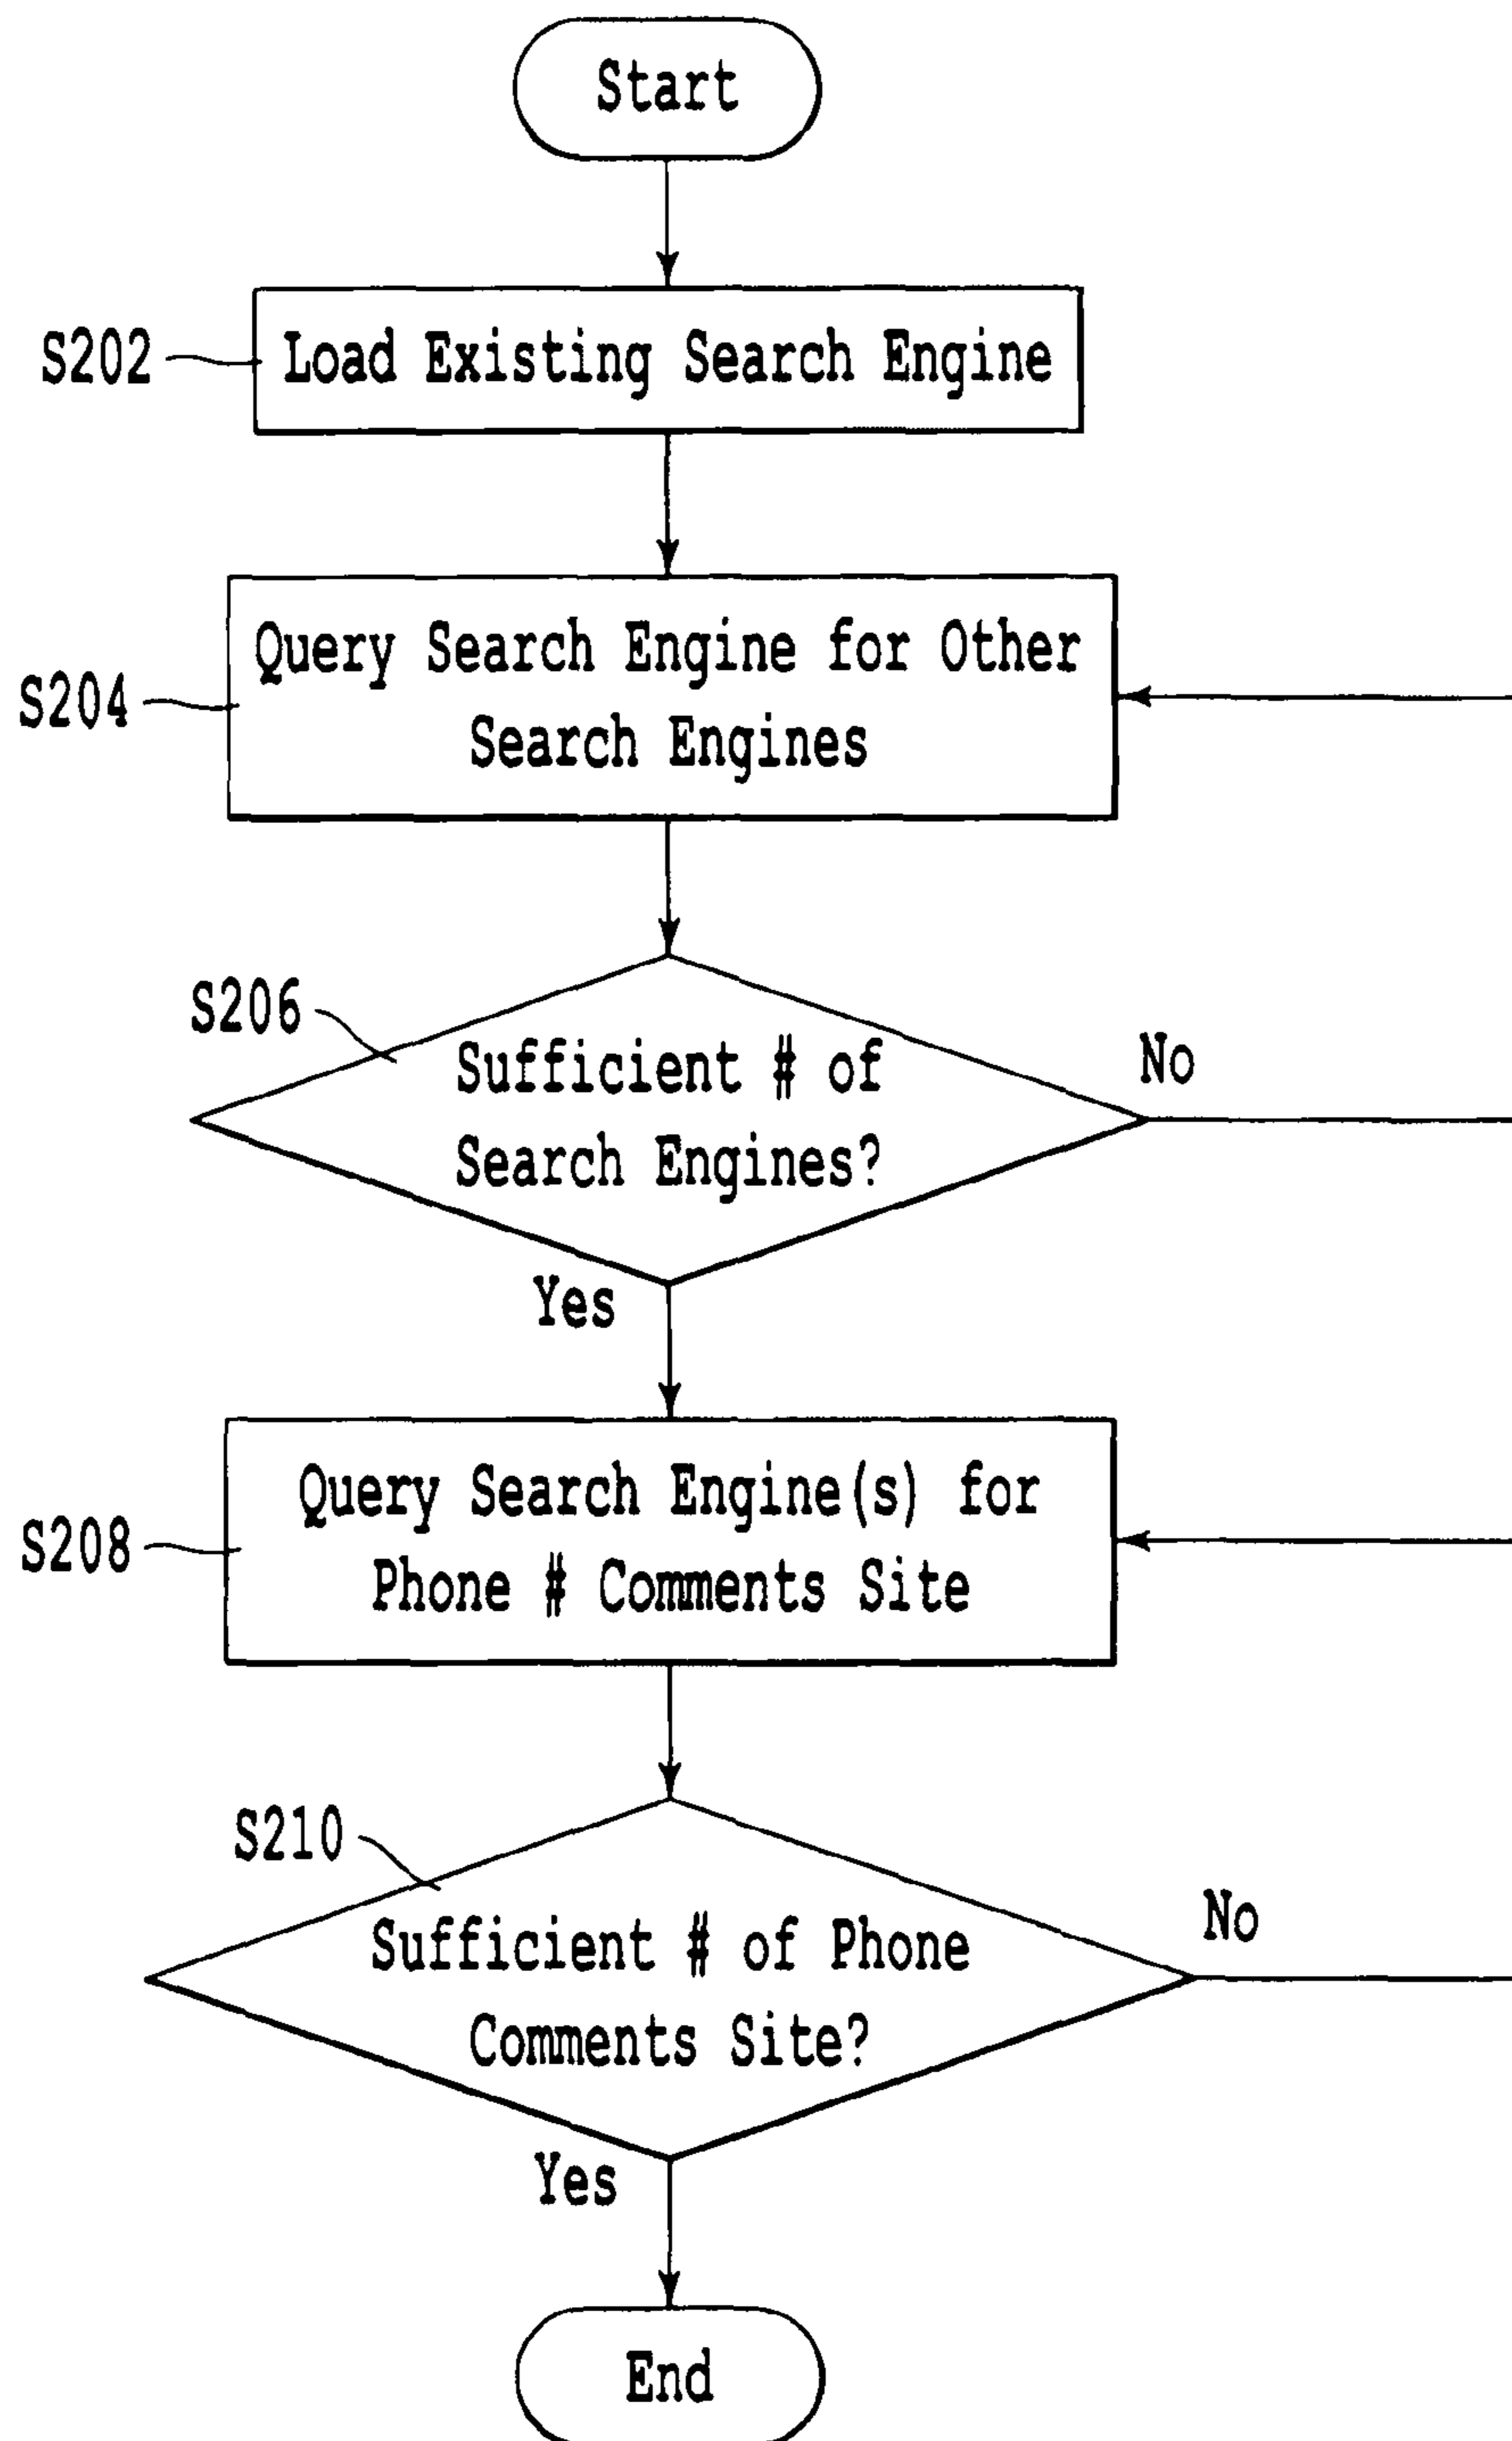 Start
S202
Load Existing Search Engine
S204
Query Search Engine for Other
Search Engines
S206
Sufficient # of
Search Engines?
No
Yes
S208
Query Search Engine(s) for
Phone # Comments Site
S210
Sufficient # of Phone
Comments Site?
No
Yes
End